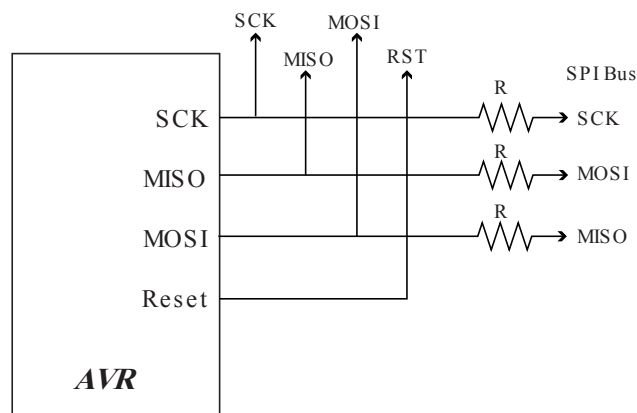 SCK
MOSI
MISO
RST
SPI Bus
R
SCK
SCK
R
MISO
MOSI
R
MOSI
MISO
Reset
AVR